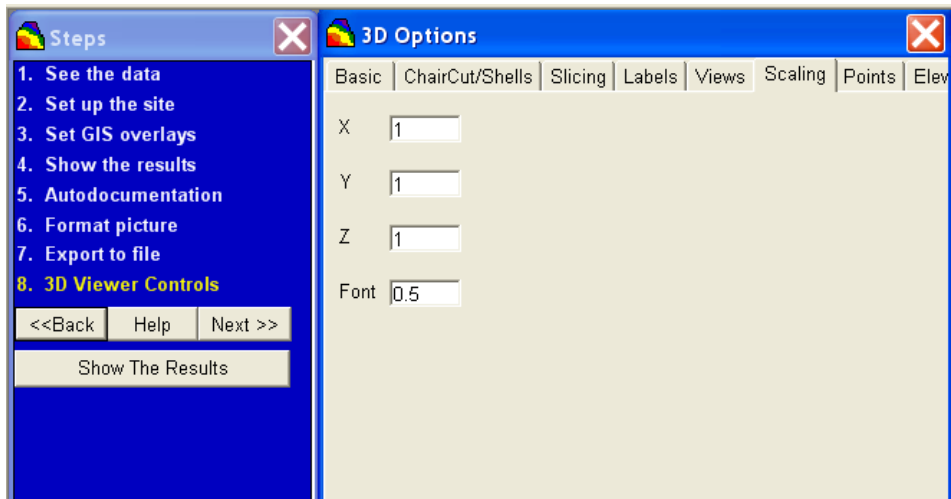 Steps
1. See the data
2. Set up the site
3. Set GIS overlays
4. Show the results
5. Autodocumentation
6. Format picture
7. Export to file
8. 3D Viewer Controls
<<Back Help Next >>
Show The Results
3D Options
Basic ChairCut/Shells Slicing Labels Views Scaling Points Elev
X 1
Y 1
Z 1
Font 0.5